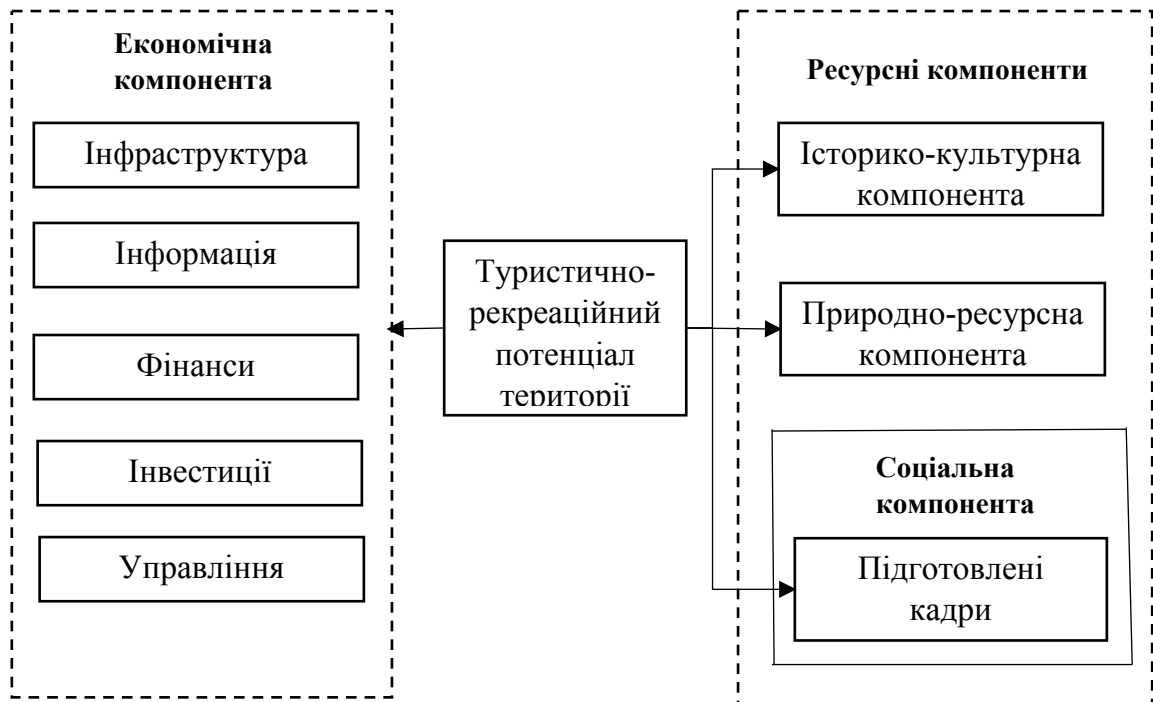 Економічна
компонента
Інфраструктура
Інформація
Фінанси
Інвестиції
Управління
Туристично-
рекреаційний
потенціал
території
Ресурсні компоненти
Історико-культурна
компонента
Природно-ресурсна
компонента
Соціальна
компонента
Підготовлені
кадри